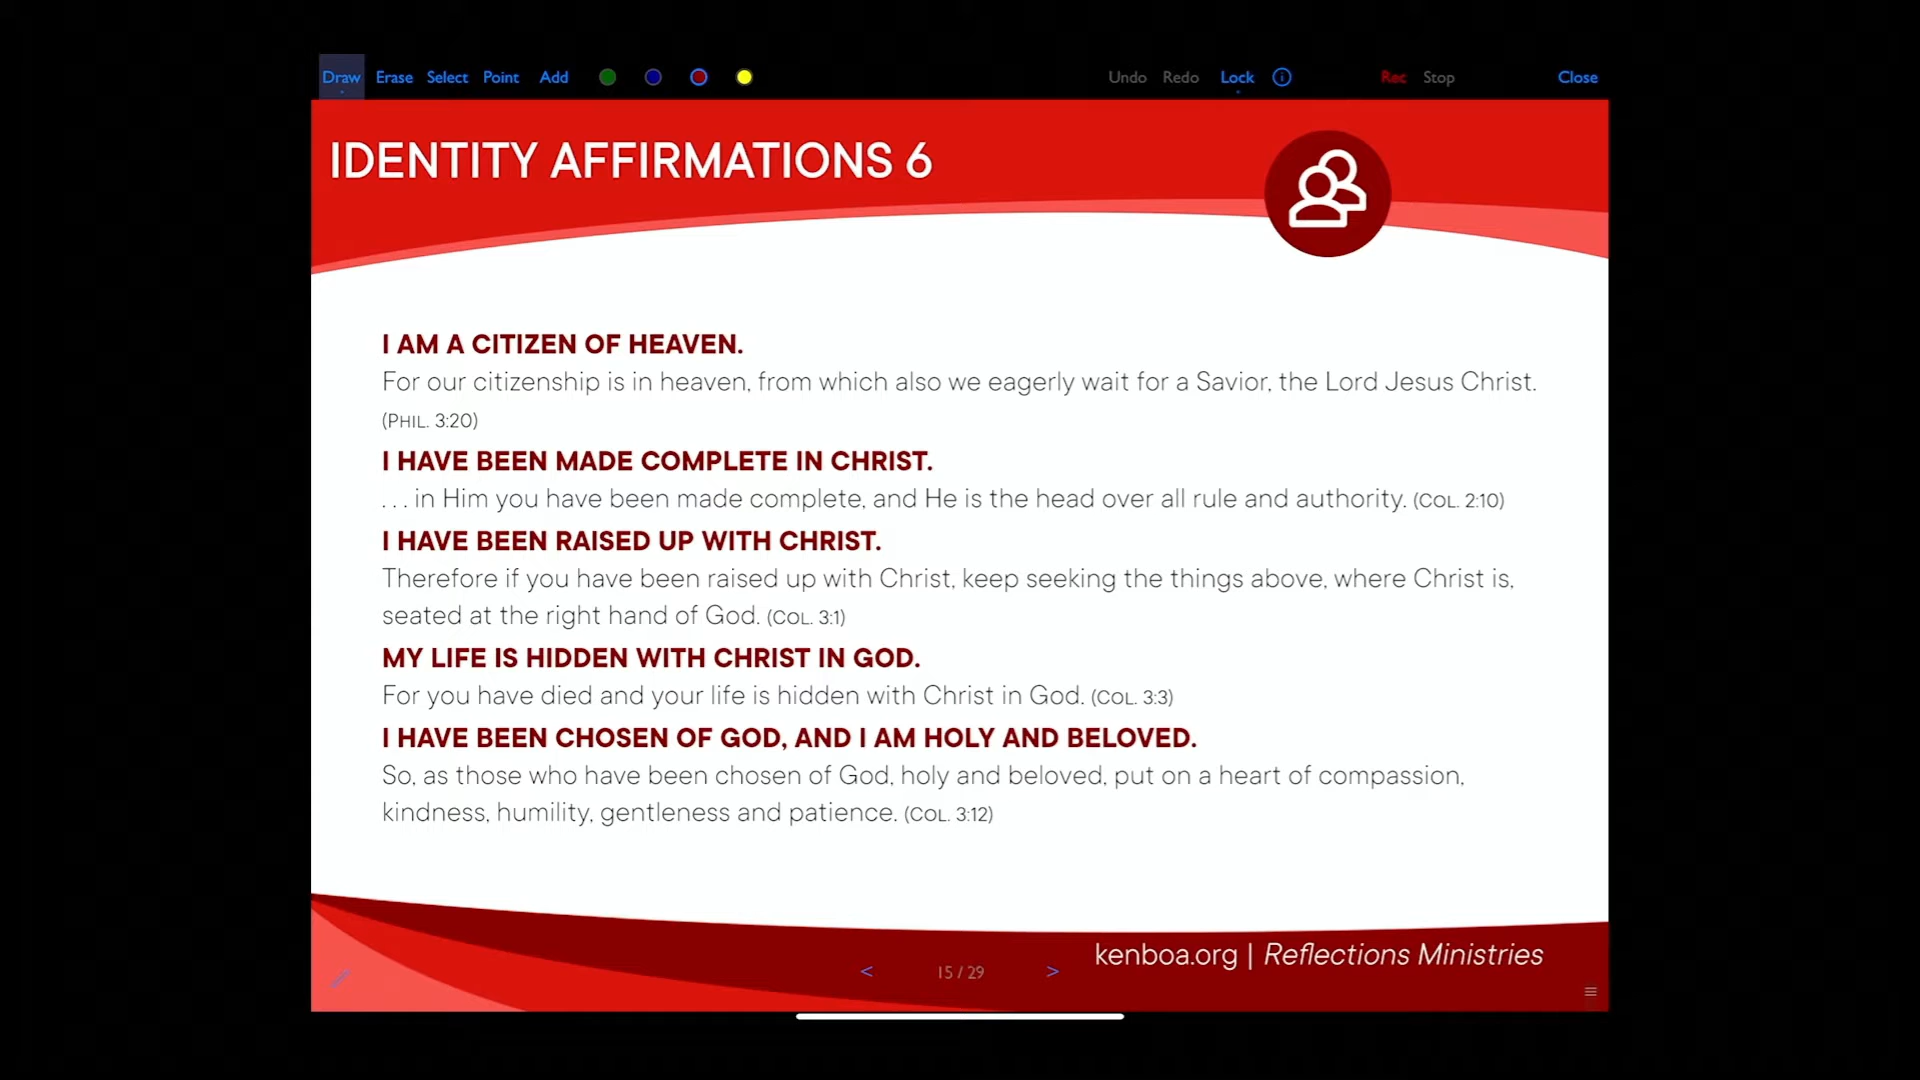 Draw Erase Select Point Add Undo Redo Lock Rec Stop Close
IDENTITY AFFIRMATIONS 6
I AM A CITIZEN OF HEAVEN.
For our citizenship is in heaven, from which also we eagerly wait for a Savior, the Lord Jesus Christ.
(PHIL. 3:20)
I HAVE BEEN MADE COMPLETE IN CHRIST.
. . . in Him you have been made complete, and He is the head over all rule and authority. (COL. 2:10)
I HAVE BEEN RAISED UP WITH CHRIST.
Therefore if you have been raised up with Christ, keep seeking the things above, where Christ is,
seated at the right hand of God. (COL. 3:1)
MY LIFE IS HIDDEN WITH CHRIST IN GOD.
For you have died and your life is hidden with Christ in God. (COL. 3:3)
I HAVE BEEN CHOSEN OF GOD, AND I AM HOLY AND BELOVED.
So, as those who have been chosen of God, holy and beloved, put on a heart of compassion,
kindness, humility, gentleness and patience. (COL. 3:12)
kenboa.org | Reflections Ministries
< 15 / 29 >